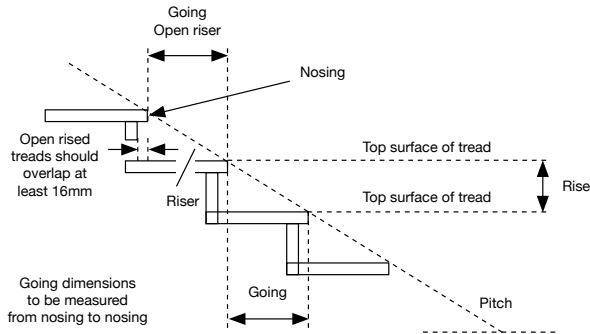 Going
Open riser
Nosing
Open rised
treads should
overlap at
least 16mm
Riser
Top surface of tread
Top surface of tread
Rise
Going dimensions
to be measured
from nosing to nosing
Going
Pitch